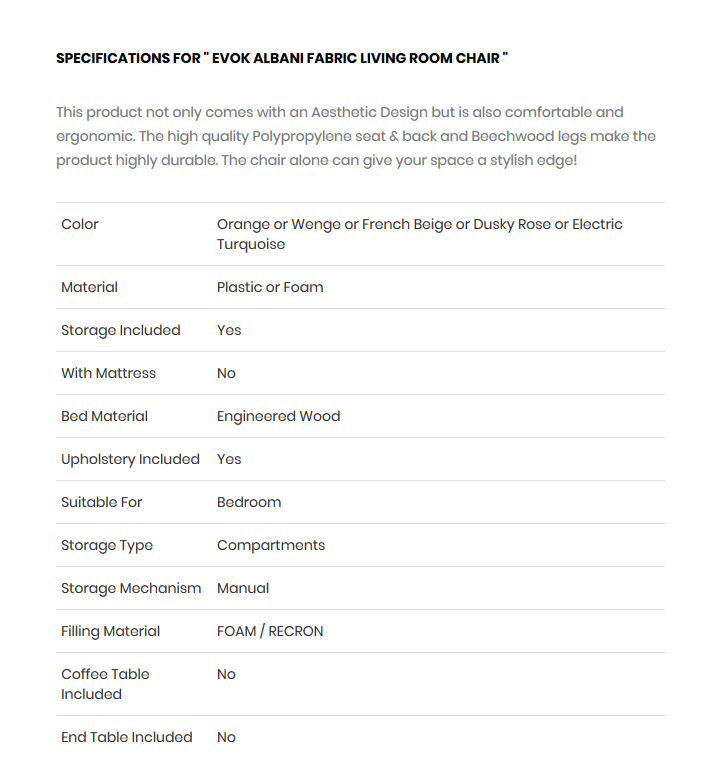 SPECIFICATIONS FOR " EVOK ALBANI FABRIC LIVING ROOM CHAIR "
This product not only comes with an Aesthetic Design but is also comfortable and
ergonomic. The high quality Polypropylene seat & back and Beechwood legs make the
product highly durable. The chair alone can give your space a stylish edge!
Color Orange or Wenge or French Beige or Dusky Rose or Electric
Turquoise
Material Plastic or Foam
Storage Included Yes
With Mattress No
Bed Material Engineered Wood
Upholstery Included Yes
Suitable For Bedroom
Storage Type Compartments
Storage Mechanism Manual
Filling Material FOAM / RECRON
Coffee Table No
Included
End Table Included No